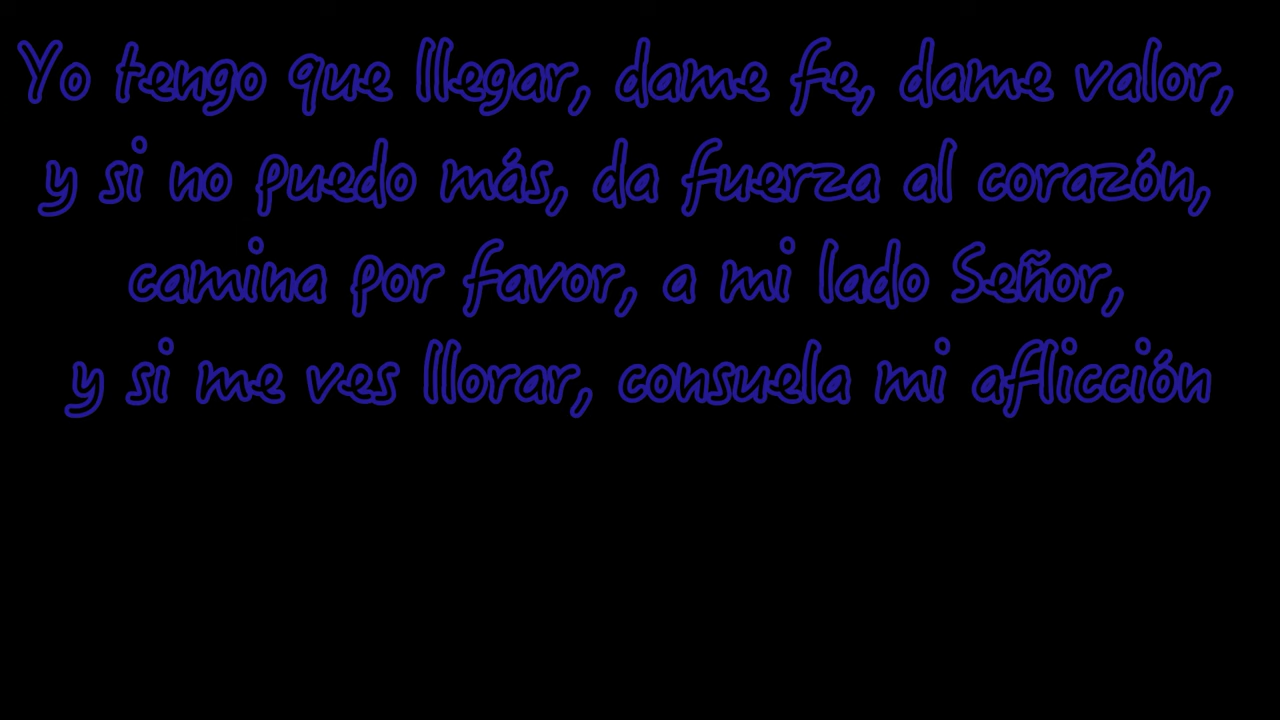 Yo tengo que llegar, dame fe, dame valor,
y si no puedo más, da fuerza al corazón,
camina por favor, a mi lado Señor,
y si me ves llorar, consuela mi aflicción